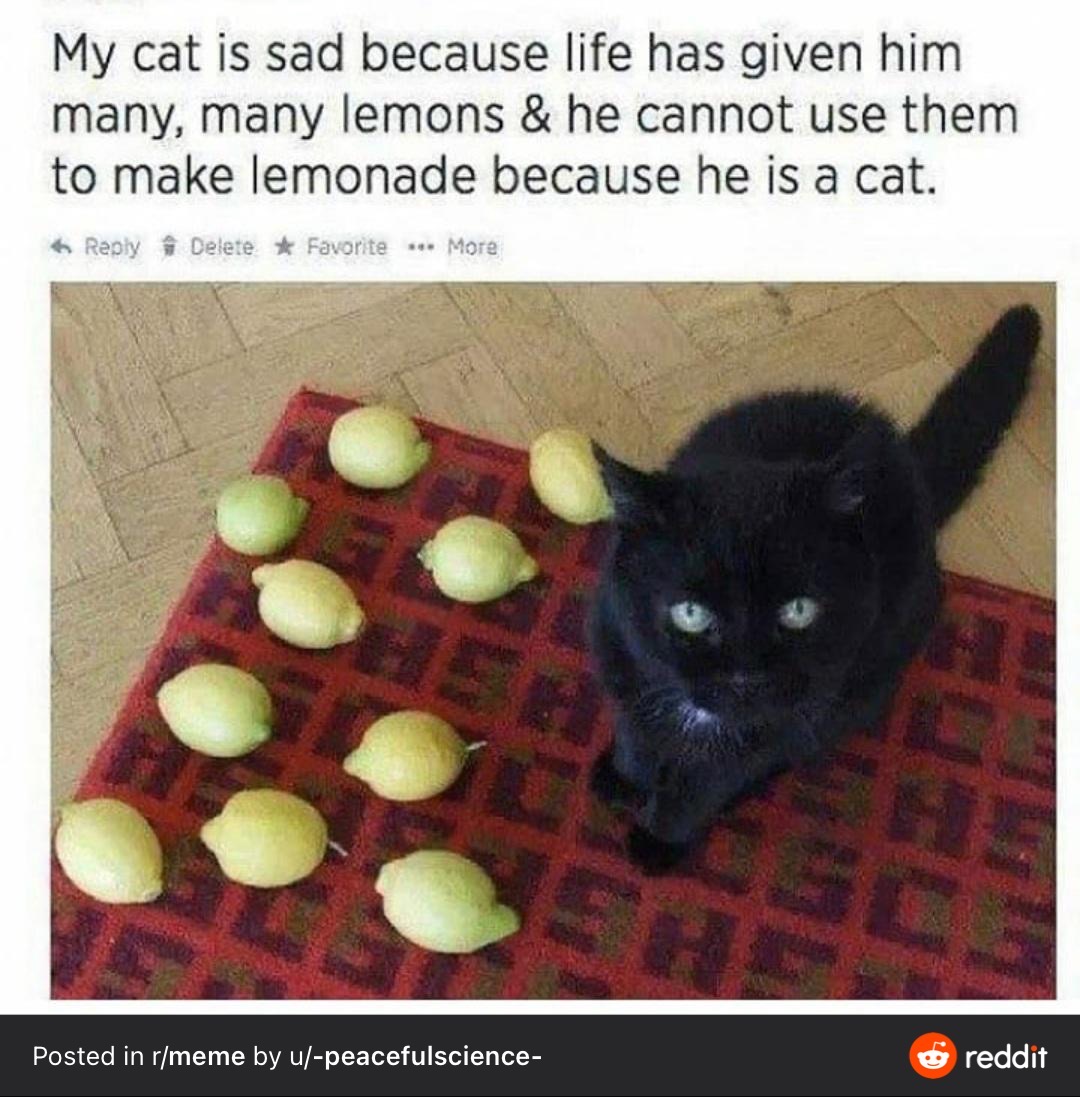 My cat is sad because life has given him
many, many lemons & he cannot use them
to make lemonade because he is a cat.
Reply Delete Favorite ••• More
Posted in r/meme by u/-peacefulscience-
reddit